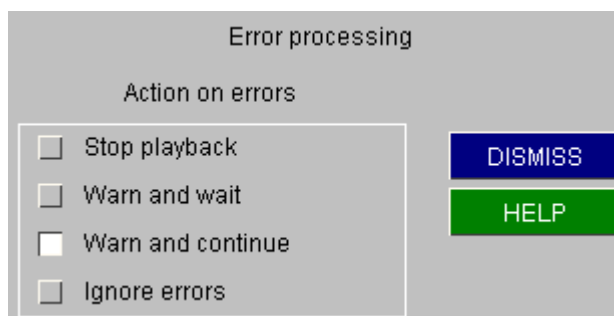 Error processing
Action on errors
Stop playback
Warn and wait
Warn and continue
Ignore errors
DISMISS
HELP